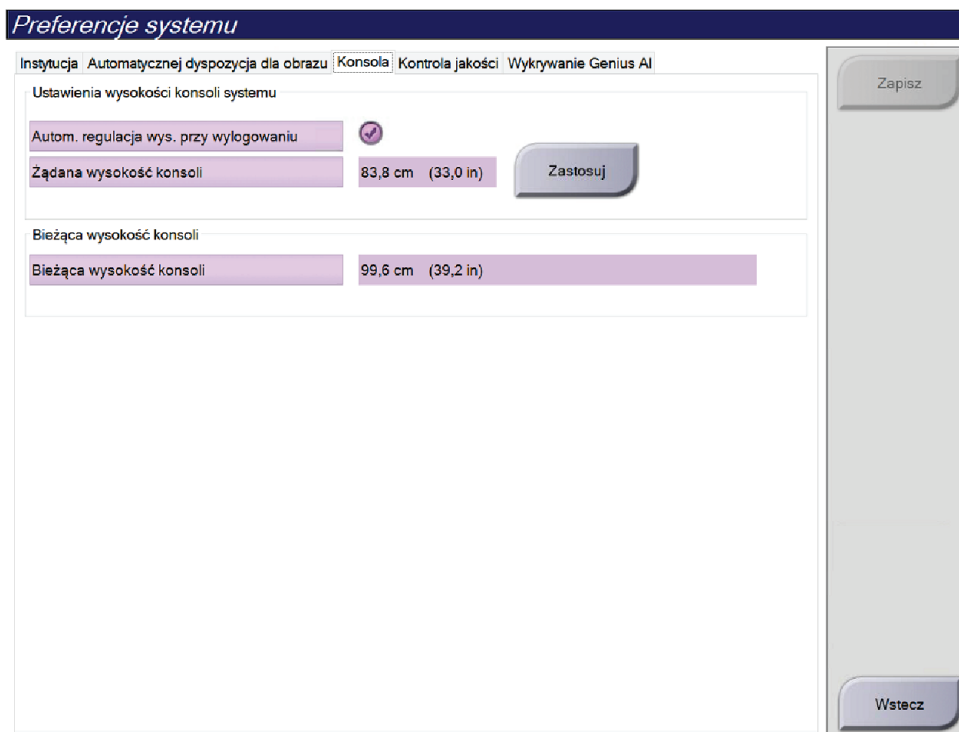 Preferencje systemu
Instytucja Automatycznej dyspozycja dla obrazu Konsola Kontrola jakości Wykrywanie Genius AI
Zapisz
Ustawienia wysokości konsoli systemu
Autom. regulacja wys. przy wylogowaniu
Żądana wysokość konsoli 83,8 cm (33,0 in) Zastosuj
Bieżąca wysokość konsoli
Bieżąca wysokość konsoli 99,6 cm (39,2 in)
Wstecz